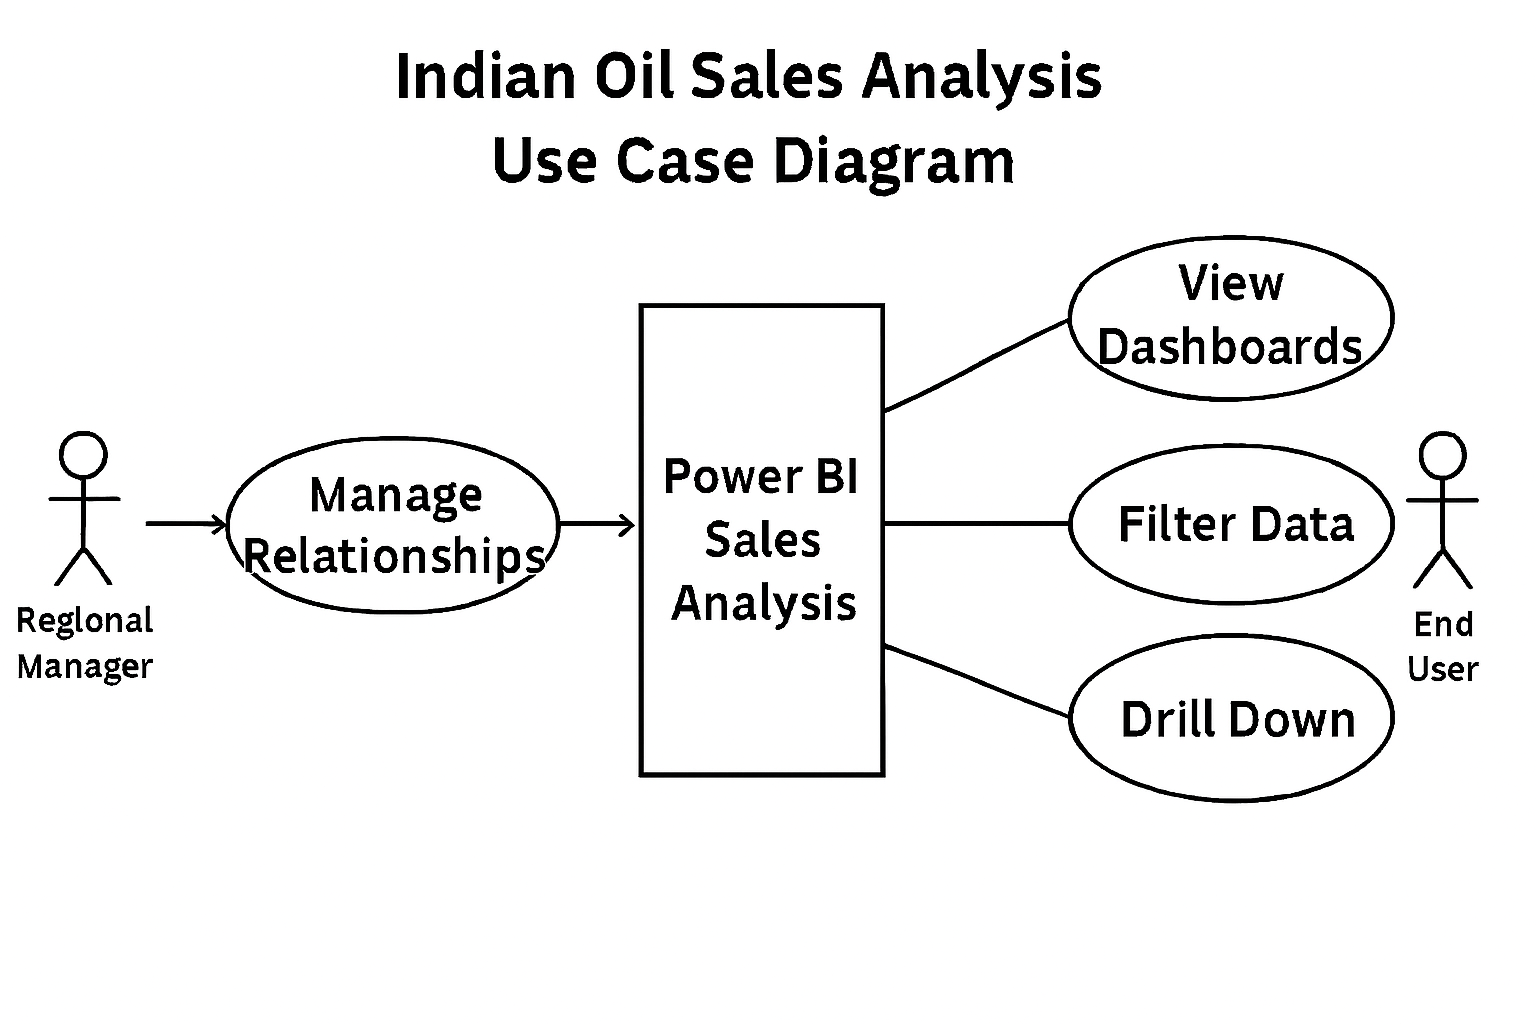 Indian Oil Sales Analysis
Use Case Diagram
Reglonal
Manager
Manage
Relationships
Power BI
Sales
Analysis
View
Dashboards
Filter Data
Drill Down
End
User